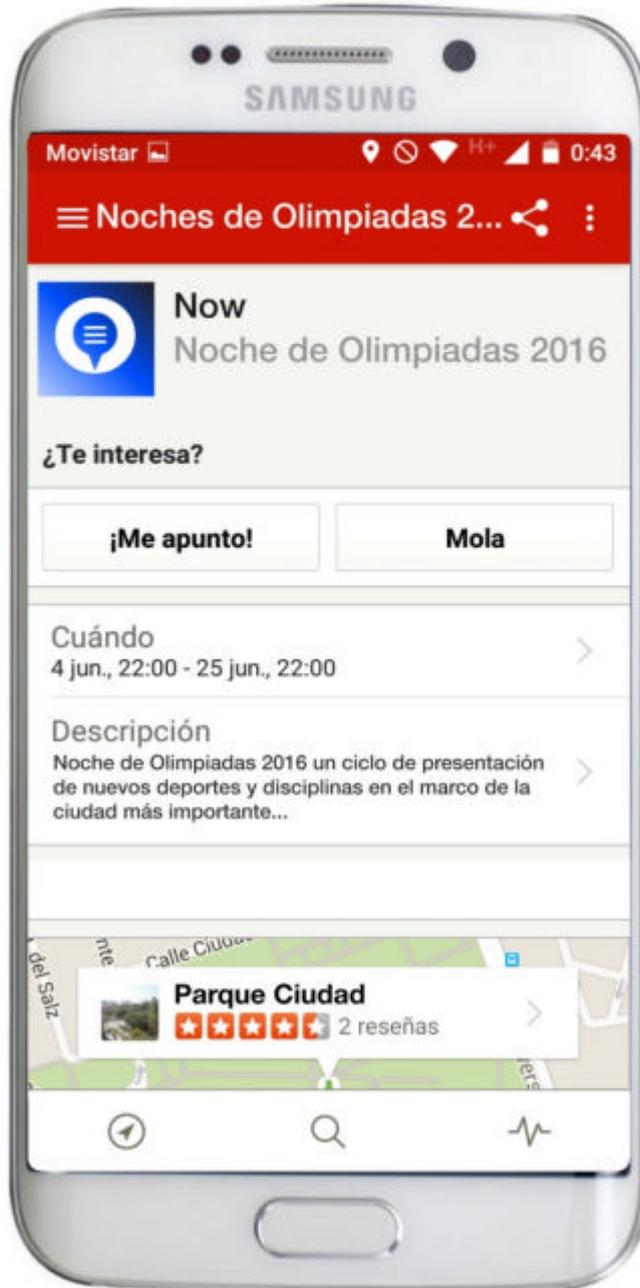 SAMSUNG
Movistar H+ 0:43
Noches de Olimpiadas 2...
Now
Noche de Olimpiadas 2016
¿Te interesa?
¡Me apunto! Mola
Cuándo
4 jun., 22:00 - 25 jun., 22:00
Descripción
Noche de Olimpiadas 2016 un ciclo de presentación
de nuevos deportes y disciplinas en el marco de la
ciudad más importante...
Calle
del Salz
Parque Ciudad
2 reseñas